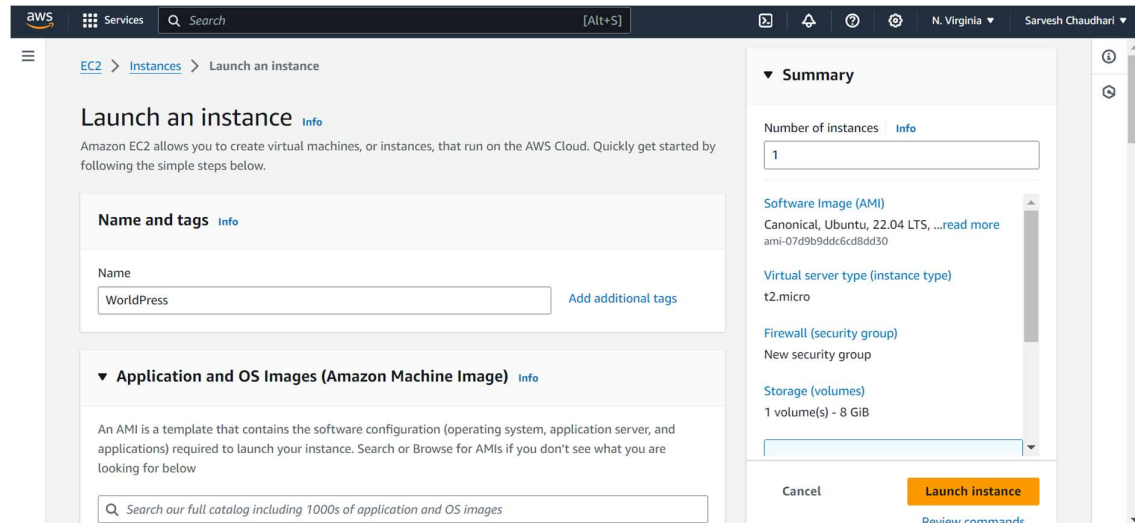 aws
Services
Search
[Alt+S]
N. Virginia ▼
Sarvesh Chaudhari ▼
EC2 > Instances > Launch an instance
Launch an instance Info
Amazon EC2 allows you to create virtual machines, or instances, that run on the AWS Cloud. Quickly get started by
following the simple steps below.
Name and tags Info
Name
WorldPress
Add additional tags
▼ Application and OS Images (Amazon Machine Image) Info
An AMI is a template that contains the software configuration (operating system, application server, and
applications) required to launch your instance. Search or Browse for AMIs if you don't see what you are
looking for below
Search our full catalog including 1000s of application and OS images
▼ Summary
Number of instances Info
1
Software Image (AMI)
Canonical, Ubuntu, 22.04 LTS, ...read more
ami-07d9b9ddc6cd8dd30
Virtual server type (instance type)
t2.micro
Firewall (security group)
New security group
Storage (volumes)
1 volume(s) - 8 GiB
Cancel
Launch instance
Review commands